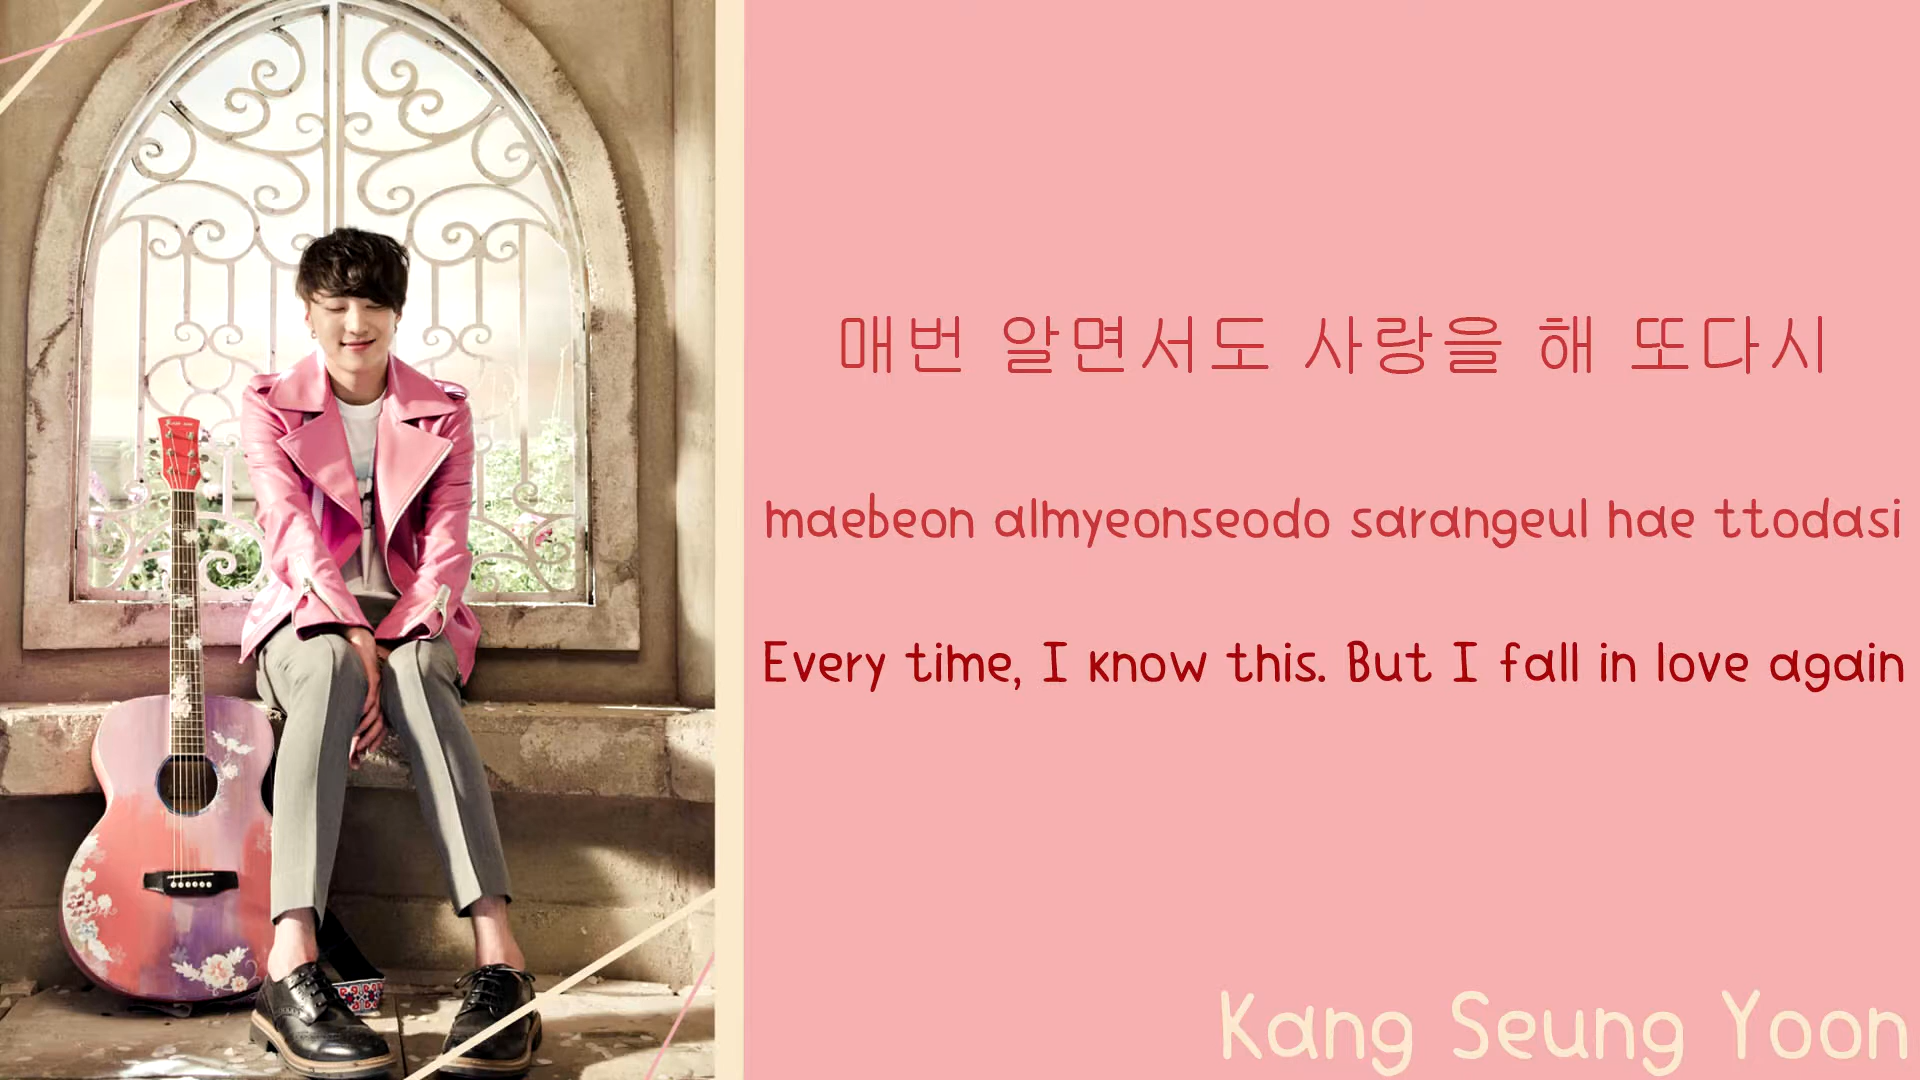 매번 알면서도 사랑을 해 또다시
maebeon almyeonseodo sarangeul hae ttodasi
Every time, I know this. But I fall in love again
Kang Seung Yoon